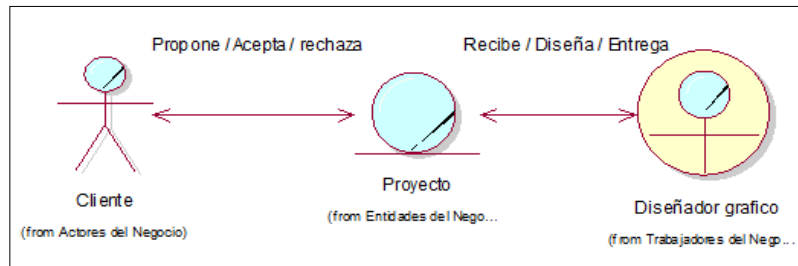 Propone / Acepta / rechaza
Recibe / Diseña / Entrega
Cliente
(from Actores del Negocio)
Proyecto
(from Entidades del Nego...
Diseñador grafico
(from Trabajadores del Nego...